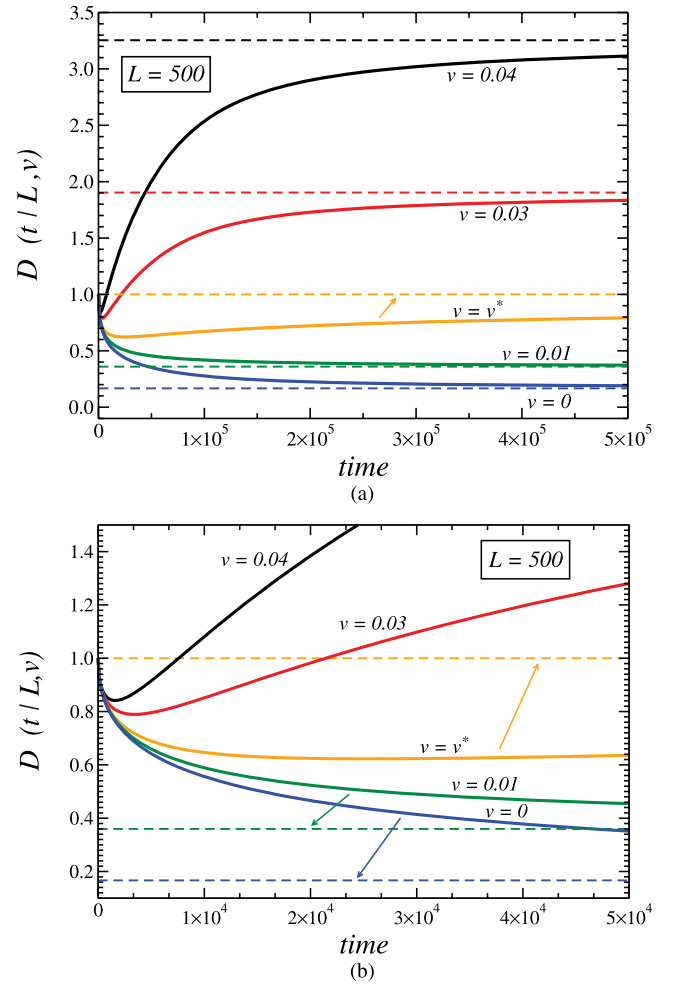 D (t | L ,v)
3.5
3.0
2.5
2.0
1.5
1.0
0.5
0.0
L = 500
v = 0.04
v = 0.03
v = v*
v = 0.01
v = 0
0
1×10⁵
2×10⁵
3×10⁵
4×10⁵
5×10⁵
time
(a)
D (t | L,v)
1.4
1.2
1.0
0.8
0.6
0.4
0.2
v = 0.04
L = 500
v = 0.03
v = v*
v = 0.01
v = 0
0
1×10⁴
2×10⁴
3×10⁴
4×10⁴
5×10⁴
time
(b)